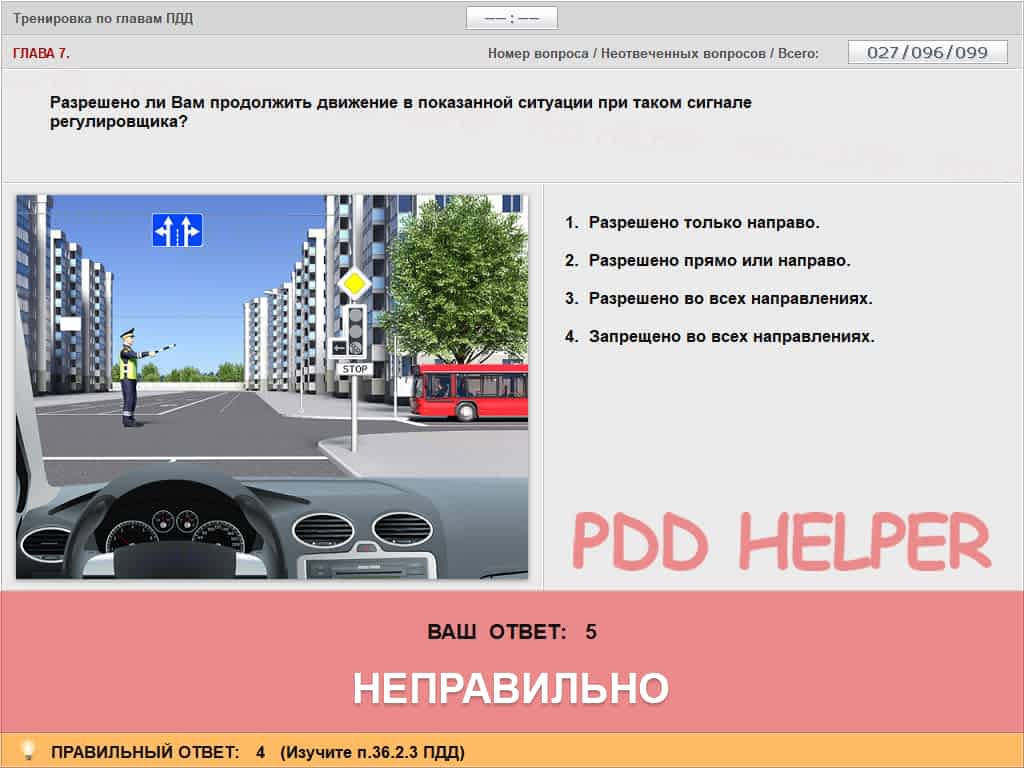 Тренировка по главам ПДД
—— : ——
ГЛАВА 7.
Номер вопроса / Неотвеченных вопросов / Всего: 027/096/099
Разрешено ли Вам продолжить движение в показанной ситуации при таком сигнале
регулировщика?
1. Разрешено только направо.
2. Разрешено прямо или направо.
3. Разрешено во всех направлениях.
4. Запрещено во всех направлениях.
STOP
PDD HELPER
ВАШ ОТВЕТ: 5
НЕПРАВИЛЬНО
ПРАВИЛЬНЫЙ ОТВЕТ: 4 (Изучите п.36.2.3 ПДД)